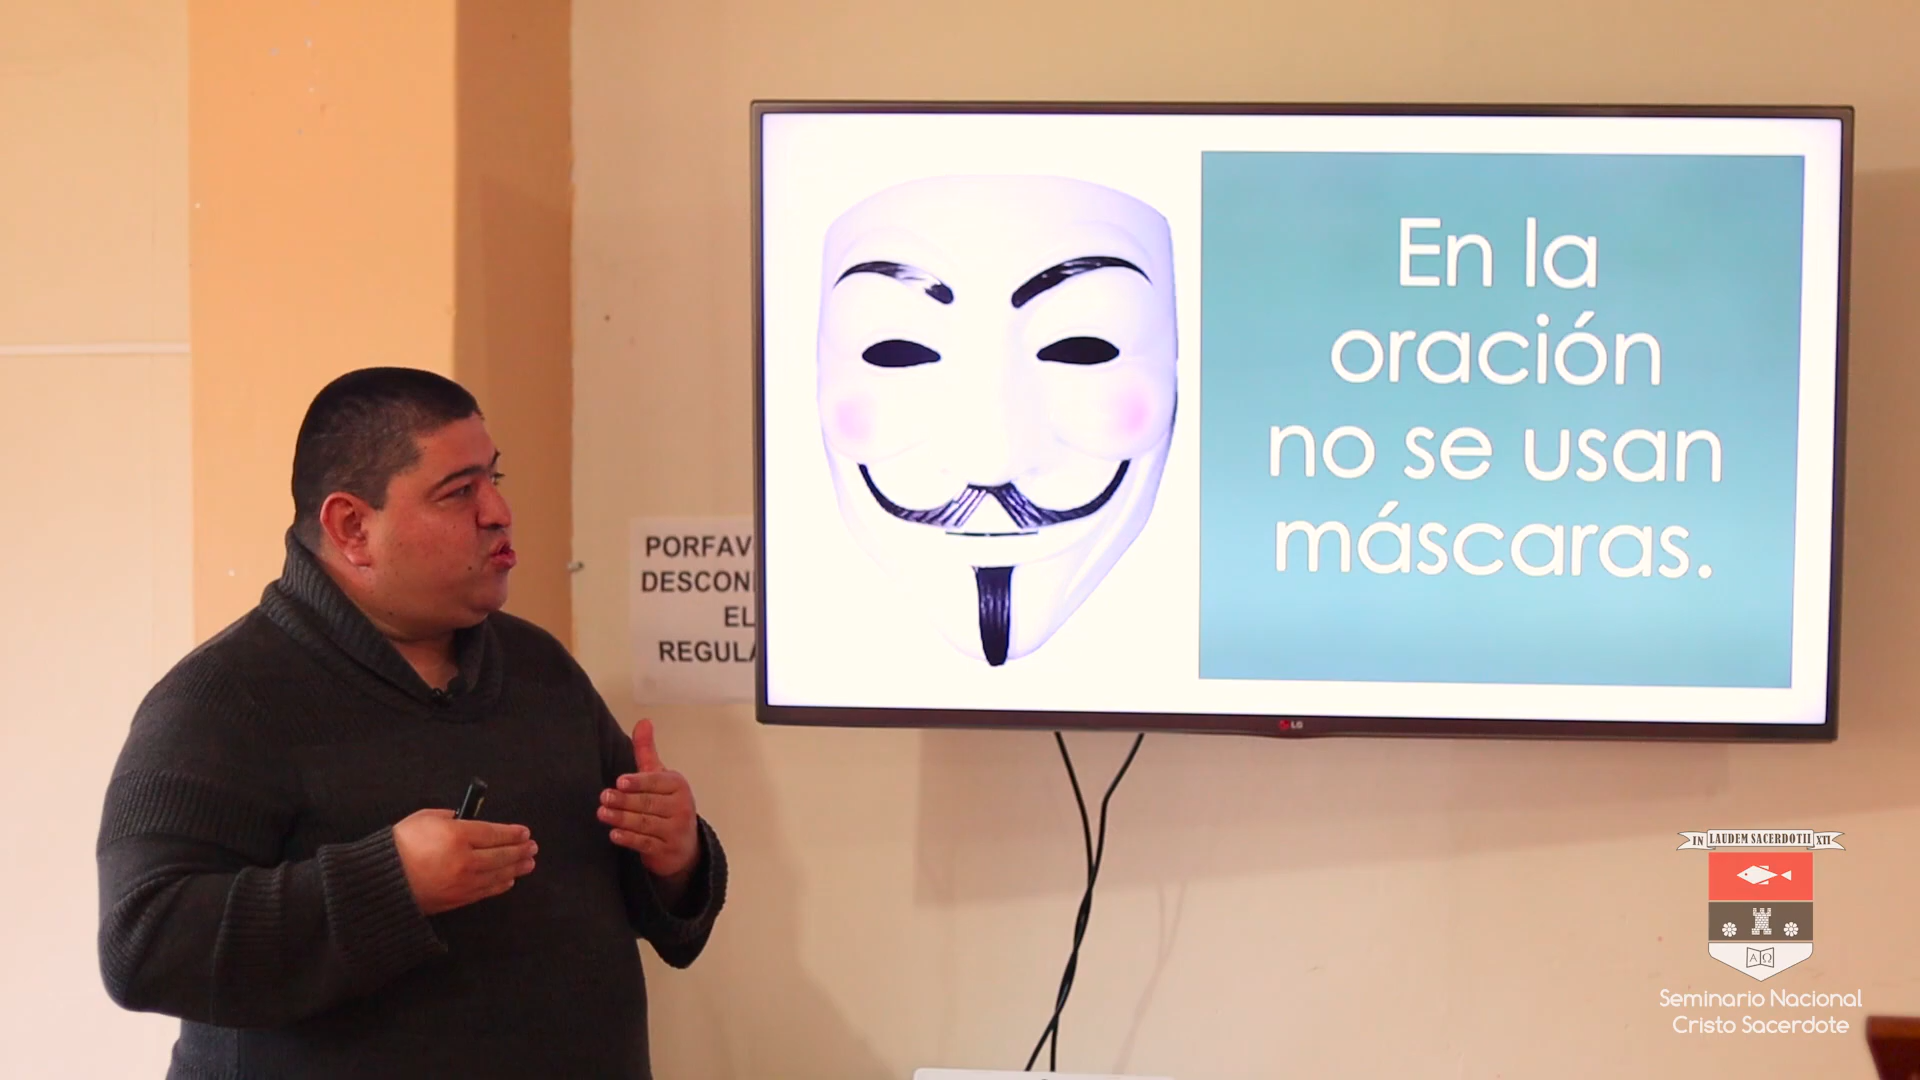 En la
oración
no se usan
máscaras.
PORFAV
DESCON
EL
REGULA
LG
IN LAUDEM SACERDOTII XTI
A Ω
Seminario Nacional
Cristo Sacerdote